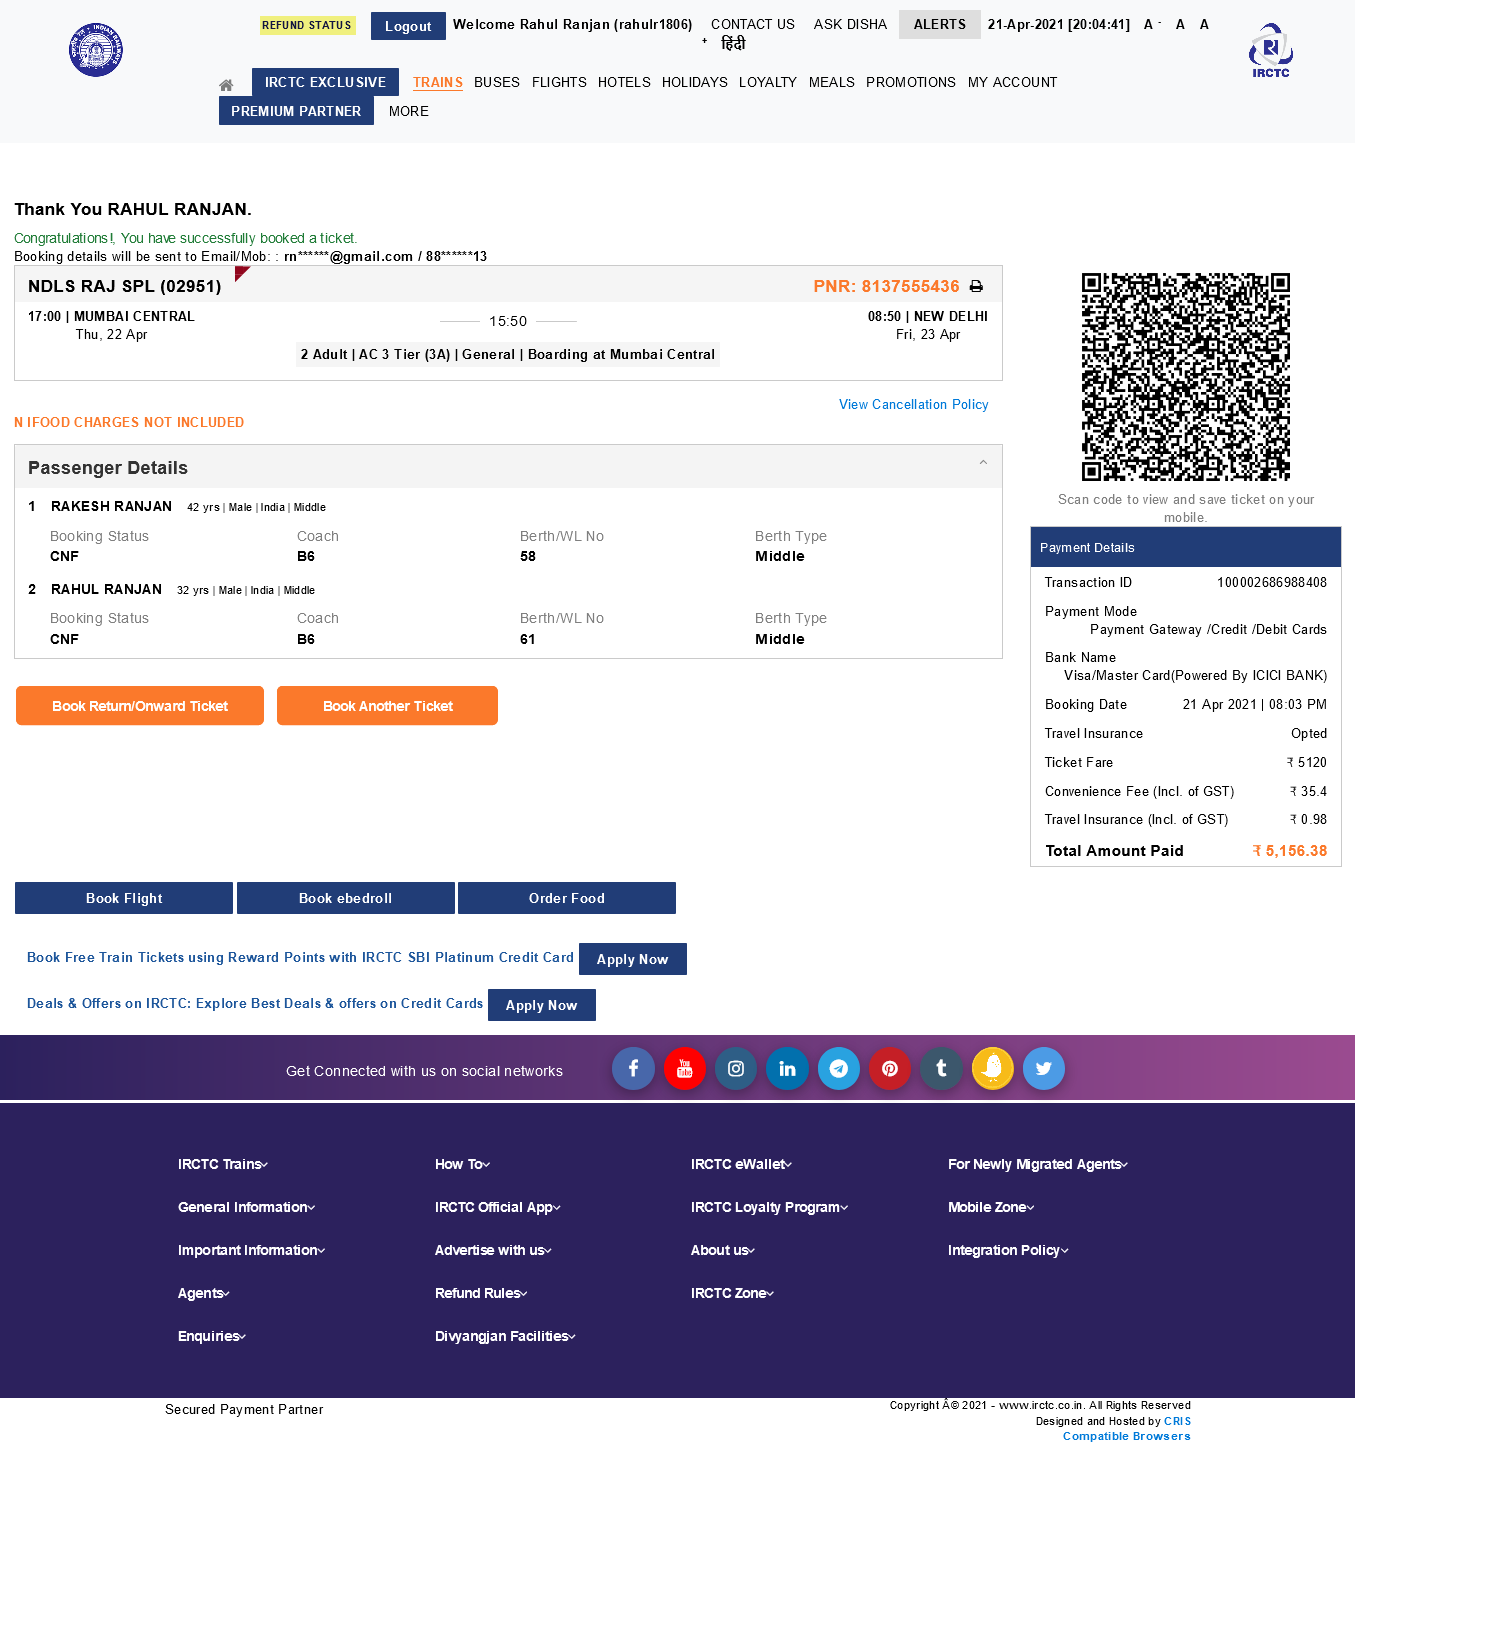 REFUND STATUS Logout Welcome Rahul Ranjan (rahulr1806) CONTACT US ASK DISHA ALERTS 21-Apr-2021 [20:04:41] A - A A
+ हिंदी
IRCTC EXCLUSIVE TRAINS BUSES FLIGHTS HOTELS HOLIDAYS LOYALTY MEALS PROMOTIONS MY ACCOUNT
IRCTC
PREMIUM PARTNER MORE
Thank You RAHUL RANJAN.
Congratulations!, You have successfully booked a ticket.
Booking details will be sent to Email/Mob: : rn******@gmail.com / 88******13
NDLS RAJ SPL (02951) PNR: 8137555436
17:00 | MUMBAI CENTRAL 15:50 08:50 | NEW DELHI
Thu, 22 Apr Fri, 23 Apr
2 Adult | AC 3 Tier (3A) | General | Boarding at Mumbai Central
View Cancellation Policy
N IFOOD CHARGES NOT INCLUDED
Passenger Details
1 RAKESH RANJAN 42 yrs | Male | India | Middle
Booking Status Coach Berth/WL No Berth Type
CNF B6 58 Middle
2 RAHUL RANJAN 32 yrs | Male | India | Middle
Booking Status Coach Berth/WL No Berth Type
CNF B6 61 Middle
Book Return/Onward Ticket Book Another Ticket
Scan code to view and save ticket on your
mobile.
Payment Details
Transaction ID 100002686988408
Payment Mode
Payment Gateway /Credit /Debit Cards
Bank Name
Visa/Master Card(Powered By ICICI BANK)
Booking Date 21 Apr 2021 | 08:03 PM
Travel Insurance Opted
Ticket Fare ₹ 5120
Convenience Fee (Incl. of GST) ₹ 35.4
Travel Insurance (Incl. of GST) ₹ 0.98
Total Amount Paid ₹ 5,156.38
Book Flight Book ebedroll Order Food
Book Free Train Tickets using Reward Points with IRCTC SBI Platinum Credit Card Apply Now
Deals & Offers on IRCTC: Explore Best Deals & offers on Credit Cards Apply Now
Get Connected with us on social networks
IRCTC Trains How To IRCTC eWallet For Newly Migrated Agents
General Information IRCTC Official App IRCTC Loyalty Program Mobile Zone
Important Information Advertise with us About us Integration Policy
Agents Refund Rules IRCTC Zone
Enquiries Divyangjan Facilities
Secured Payment Partner Copyright Â© 2021 - www.irctc.co.in. All Rights Reserved
Designed and Hosted by CRIS
Compatible Browsers